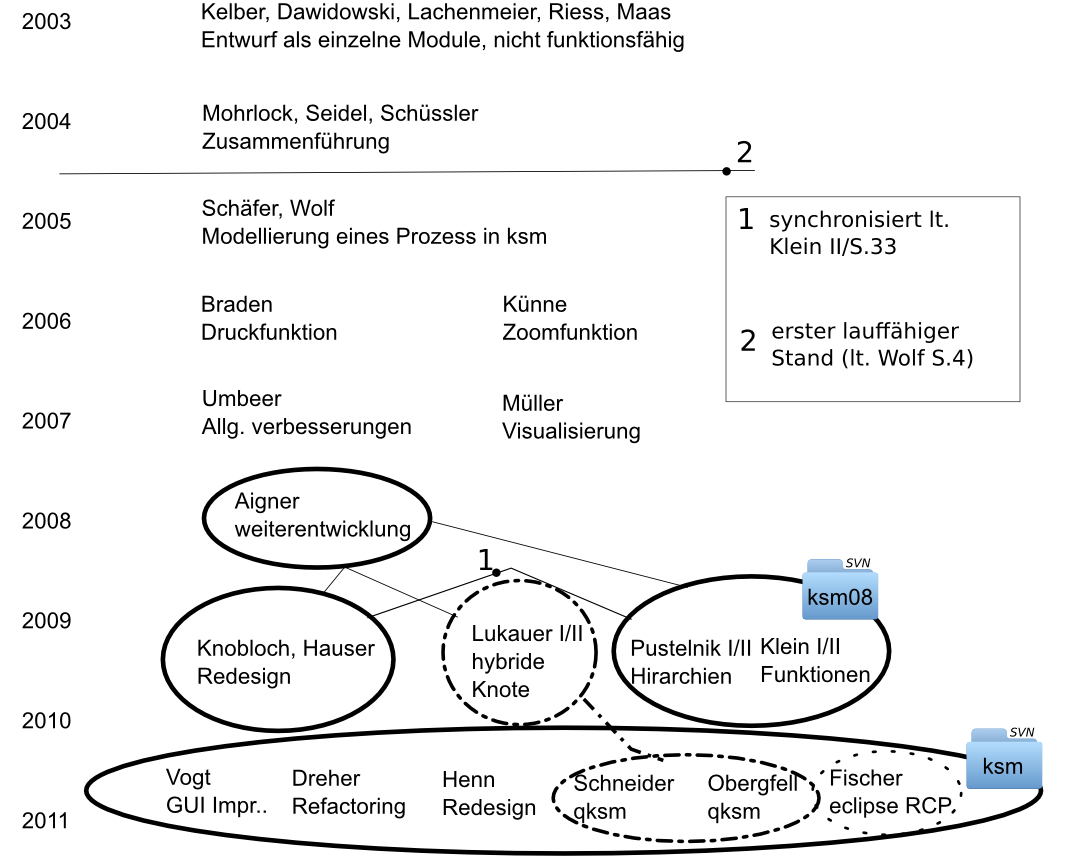 2003
Kelber, Dawidowski, Lachenmeier, Riess, Maas
Entwurf als einzelne Module, nicht funktionsfähig
2004
Mohrlock, Seidel, Schüssler
Zusammenführung
2
2005
Schäfer, Wolf
Modellierung eines Prozess in ksm
1 synchronisiert lt.
Klein II/S.33
2 erster lauffähiger
Stand (lt. Wolf S.4)
2006
Braden
Druckfunktion
Künne
Zoomfunktion
2007
Umbeer
Allg. verbesserungen
Müller
Visualisierung
2008
Aigner
weiterentwicklung
1
SVN
ksm08
2009
Knobloch, Hauser
Redesign
Lukauer I/II
hybride
Knote
Pustelnik I/II
Hirarchien
Klein I/II
Funktionen
2010
SVN
ksm
2011
Vogt
GUI Impr..
Dreher
Refactoring
Henn
Redesign
Schneider
qksm
Obergfell
qksm
Fischer
eclipse RCP